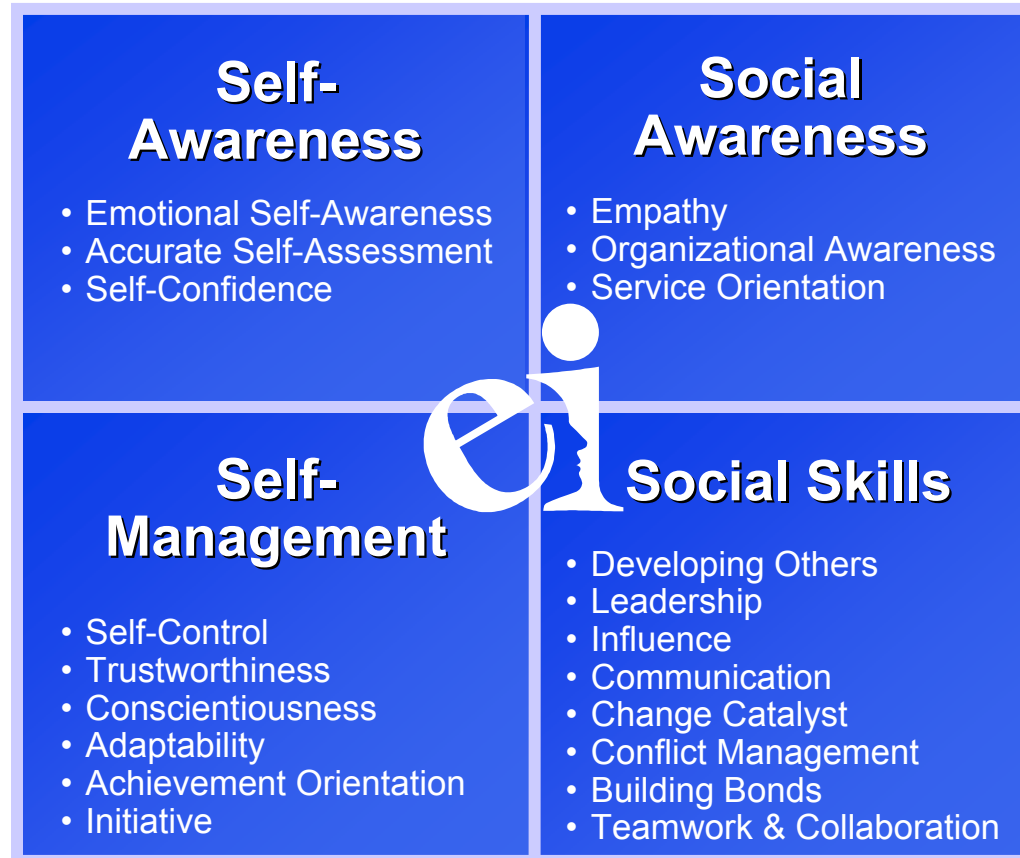 Self-
Awareness
• Emotional Self-Awareness
• Accurate Self-Assessment
• Self-Confidence
Social
Awareness
• Empathy
• Organizational Awareness
• Service Orientation
ei
Self-
Management
• Self-Control
• Trustworthiness
• Conscientiousness
• Adaptability
• Achievement Orientation
• Initiative
Social Skills
• Developing Others
• Leadership
• Influence
• Communication
• Change Catalyst
• Conflict Management
• Building Bonds
• Teamwork & Collaboration